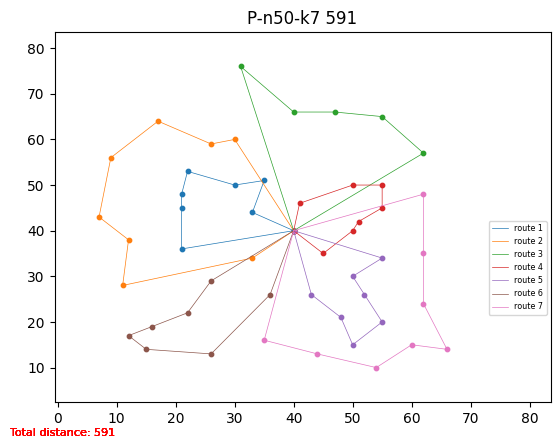 P-n50-k7 591
80
70
60
50
40
30
20
10
0 10 20 30 40 50 60 70 80
route 1
route 2
route 3
route 4
route 5
route 6
route 7
Total distance: 591